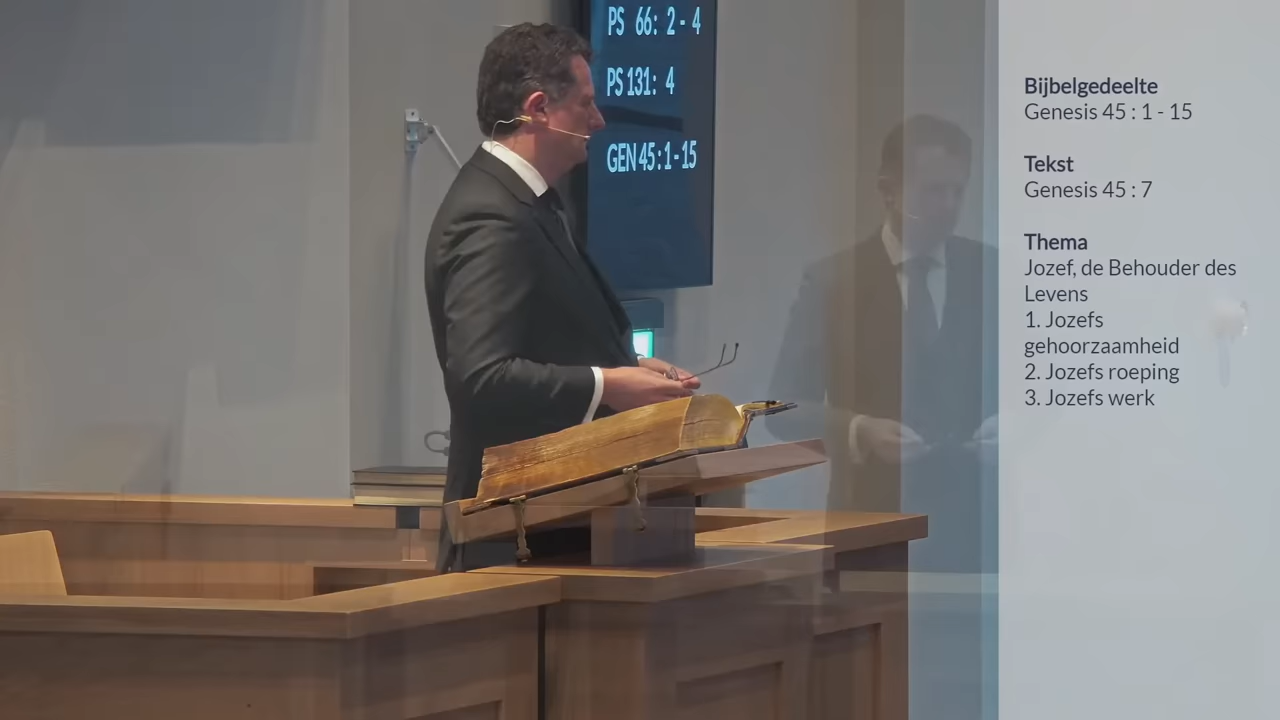 PS 66: 2 - 4
PS 131: 4
GEN 45: 1 - 15
Bijbelgedeelte
Genesis 45 : 1 - 15
Tekst
Genesis 45 : 7
Thema
Jozef, de Behouder des
Levens
1. Jozefs
gehoorzaamheid
2. Jozefs roeping
3. Jozefs werk